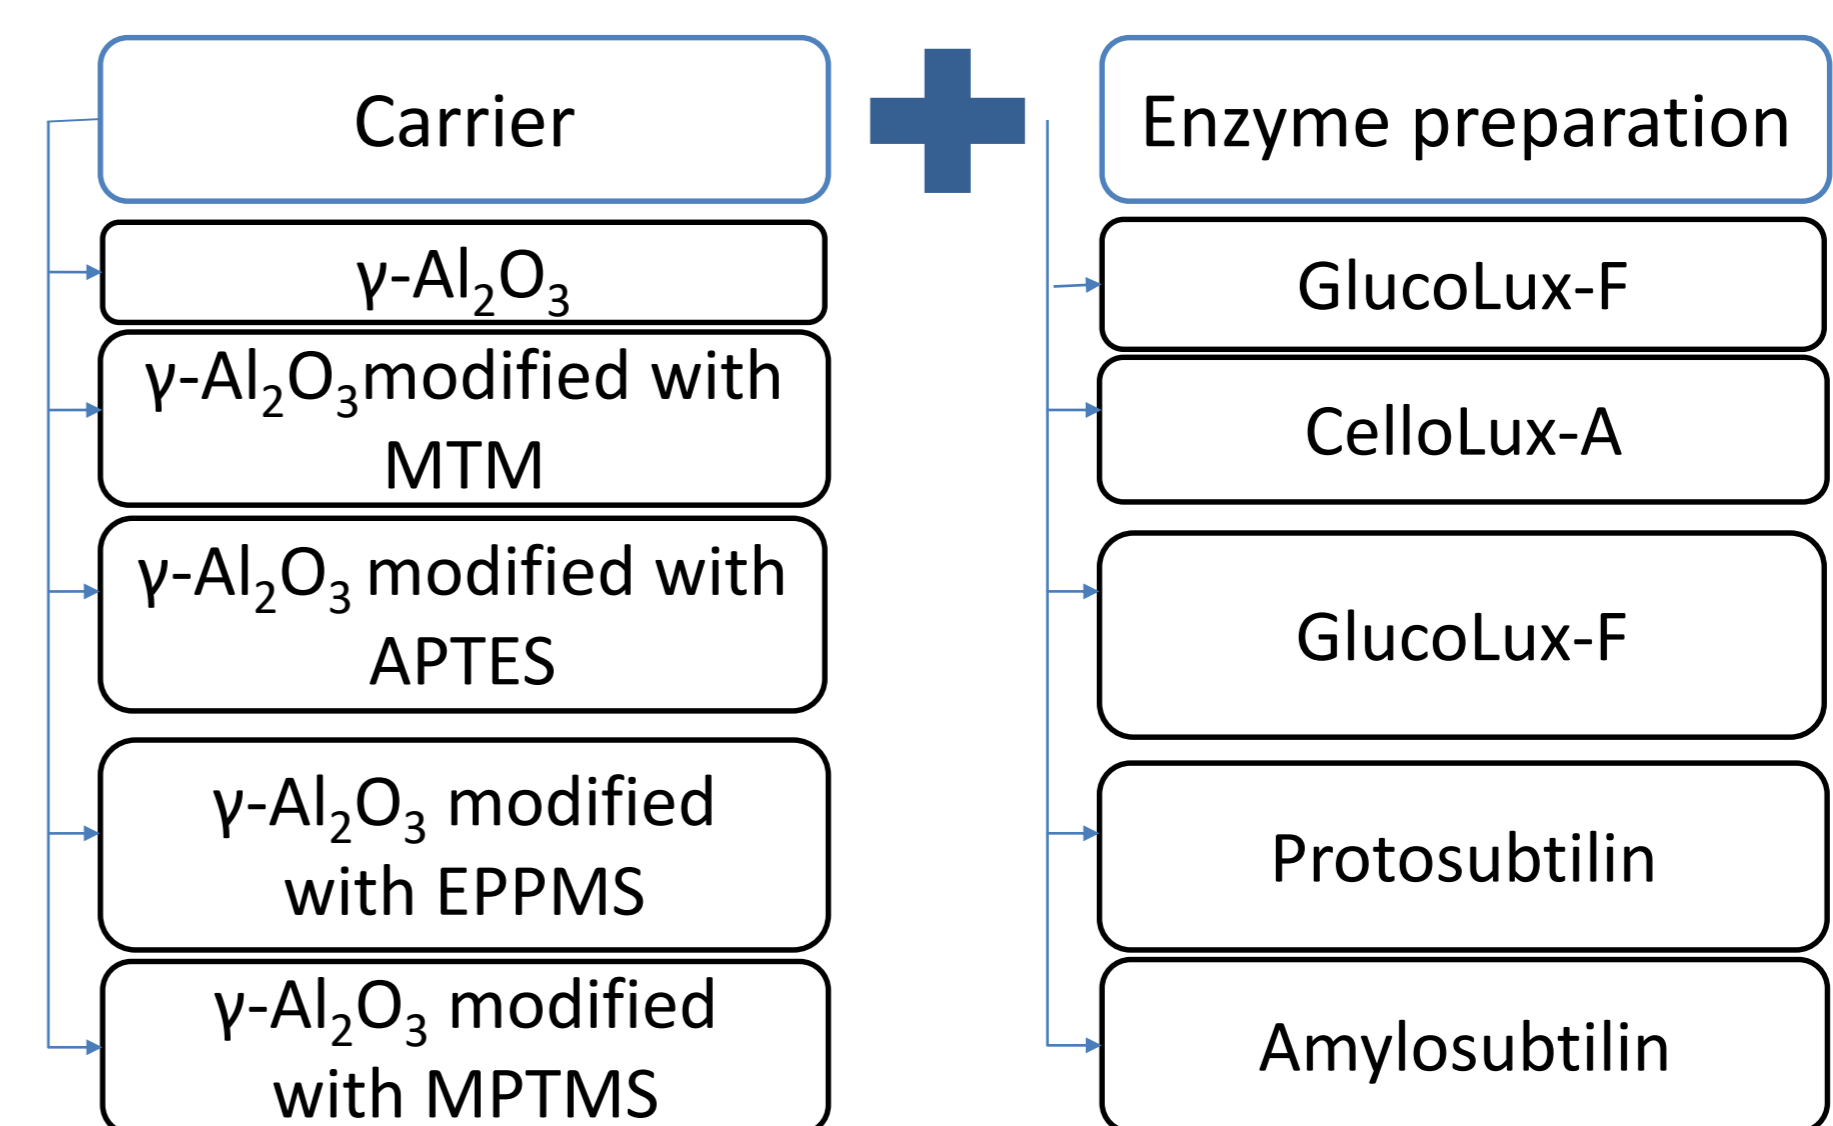 Carrier
γ-Al₂O₃
γ-Al₂O₃modified with
MTM
γ-Al₂O₃ modified with
APTES
γ-Al₂O₃ modified
with EPPMS
γ-Al₂O₃ modified
with MPTMS
Enzyme preparation
GlucoLux-F
CelloLux-A
GlucoLux-F
Protosubtilin
Amylosubtilin